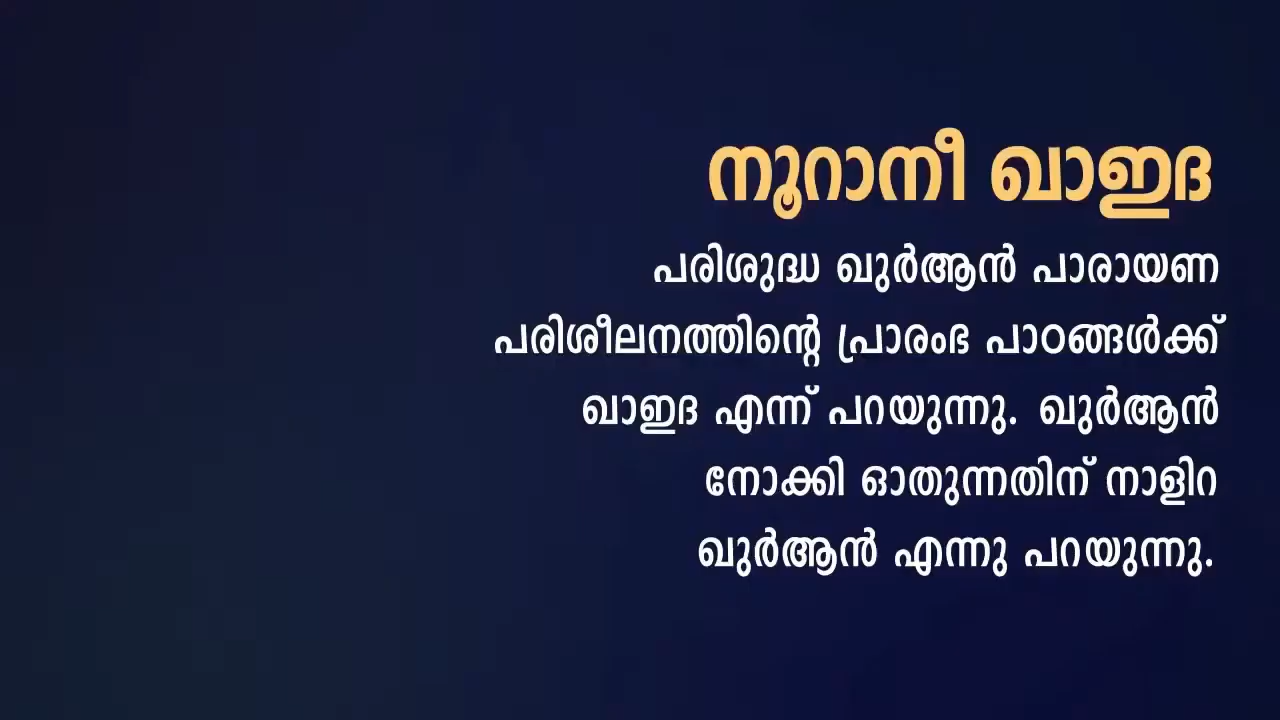 നൂറാനീ ഖാഇദ
പരിശുദ്ധ ഖുർആൻ പാരായണ
പരിശീലനത്തിന്റെ പ്രാരംഭ പാഠങ്ങൾക്ക്
ഖാഇദ എന്ന് പറയുന്നു. ഖുർആൻ
നോക്കി ഓതുന്നതിന് നാളിറ
ഖുർആൻ എന്നു പറയുന്നു.